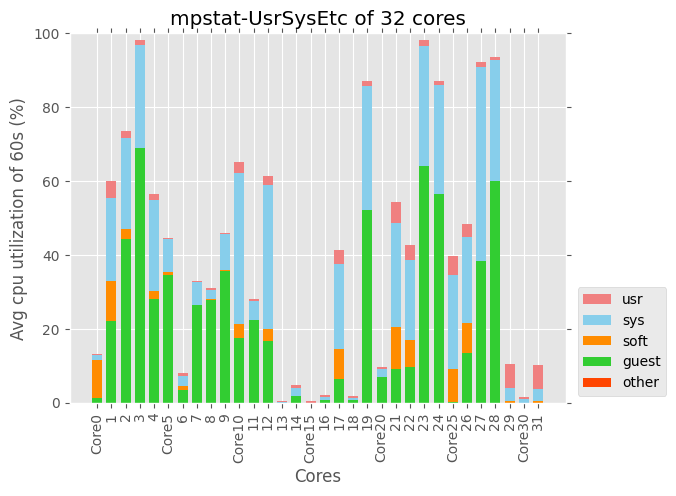 mpstat-UsrSysEtc of 32 cores
Avg cpu utilization of 60s (%)
100
80
60
40
20
0
Core0
1
2
3
4
Core5
6
7
8
9
Core10
11
12
13
14
Core15
16
17
18
19
Core20
21
22
23
24
Core25
26
27
28
29
Core30
31
Cores
usr
sys
soft
guest
other